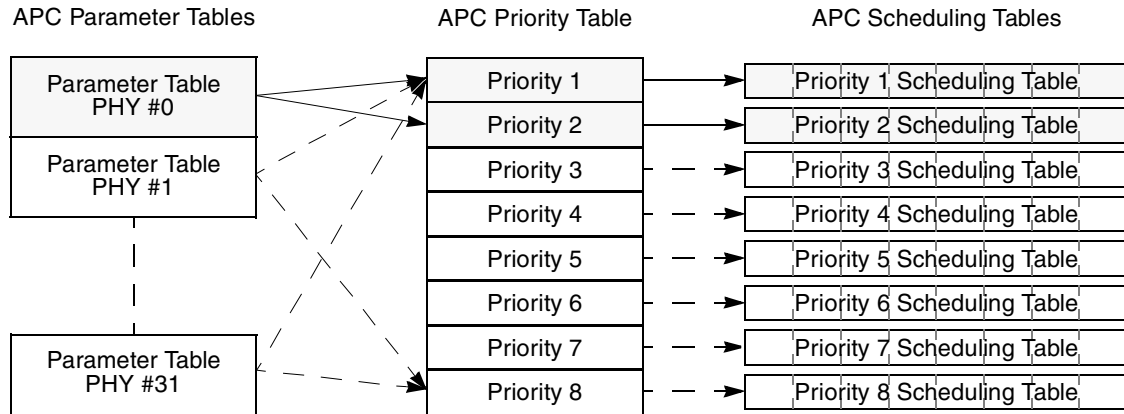 APC Parameter Tables
APC Priority Table
APC Scheduling Tables
Parameter Table
PHY #0
Parameter Table
PHY #1
Parameter Table
PHY #31
Priority 1
Priority 2
Priority 3
Priority 4
Priority 5
Priority 6
Priority 7
Priority 8
Priority 1 Scheduling Table
Priority 2 Scheduling Table
Priority 3 Scheduling Table
Priority 4 Scheduling Table
Priority 5 Scheduling Table
Priority 6 Scheduling Table
Priority 7 Scheduling Table
Priority 8 Scheduling Table